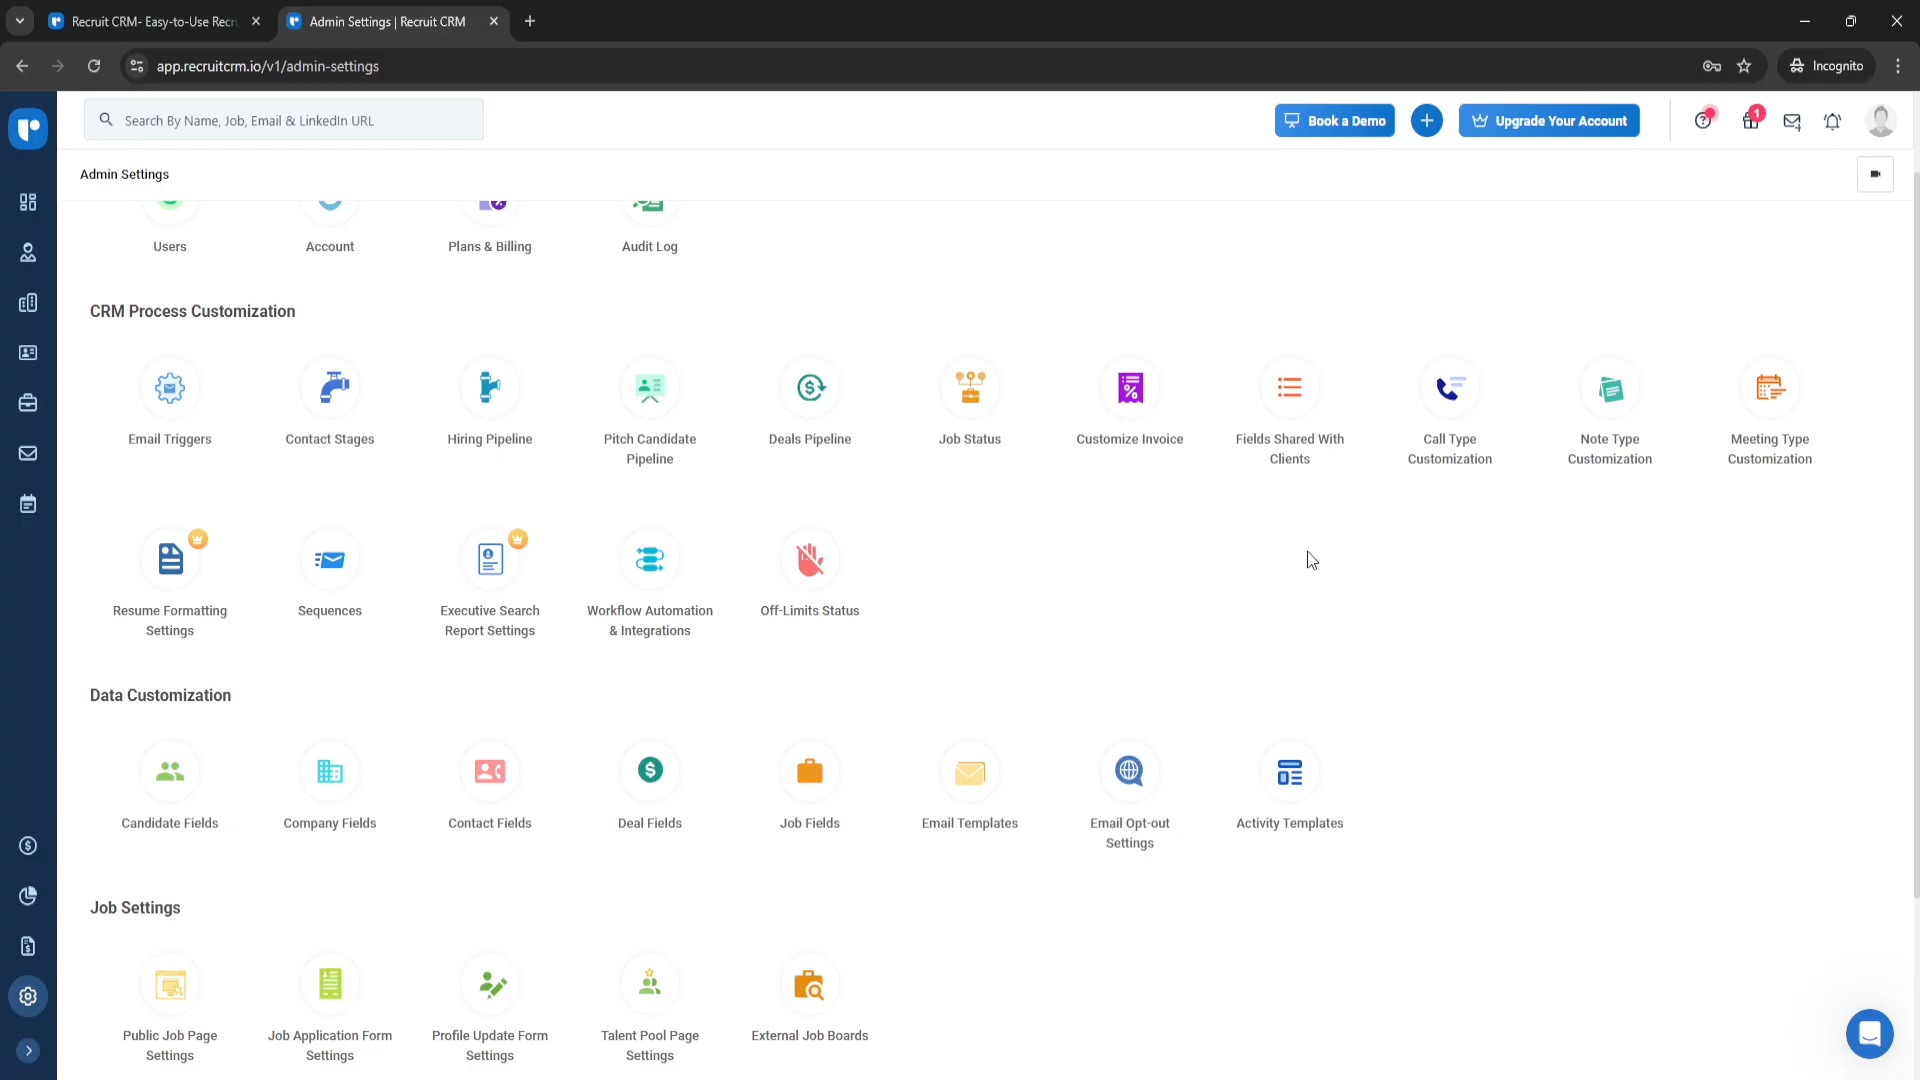 Recruit CRM- Easy-to-Use Recr
Admin Settings | Recruit CRM
app.recruitcrm.io/v1/admin-settings
Incognito
Search By Name, Job, Email & LinkedIn URL
Book a Demo
Upgrade Your Account
1
Admin Settings
Users
Account
Plans & Billing
Audit Log
CRM Process Customization
Email Triggers
Contact Stages
Hiring Pipeline
Pitch Candidate
Pipeline
Deals Pipeline
Job Status
Customize Invoice
Fields Shared With
Clients
Call Type
Customization
Note Type
Customization
Meeting Type
Customization
Resume Formatting
Settings
Sequences
Executive Search
Report Settings
Workflow Automation
& Integrations
Off-Limits Status
Data Customization
Candidate Fields
Company Fields
Contact Fields
Deal Fields
Job Fields
Email Templates
Email Opt-out
Settings
Activity Templates
Job Settings
Public Job Page
Settings
Job Application Form
Settings
Profile Update Form
Settings
Talent Pool Page
Settings
External Job Boards